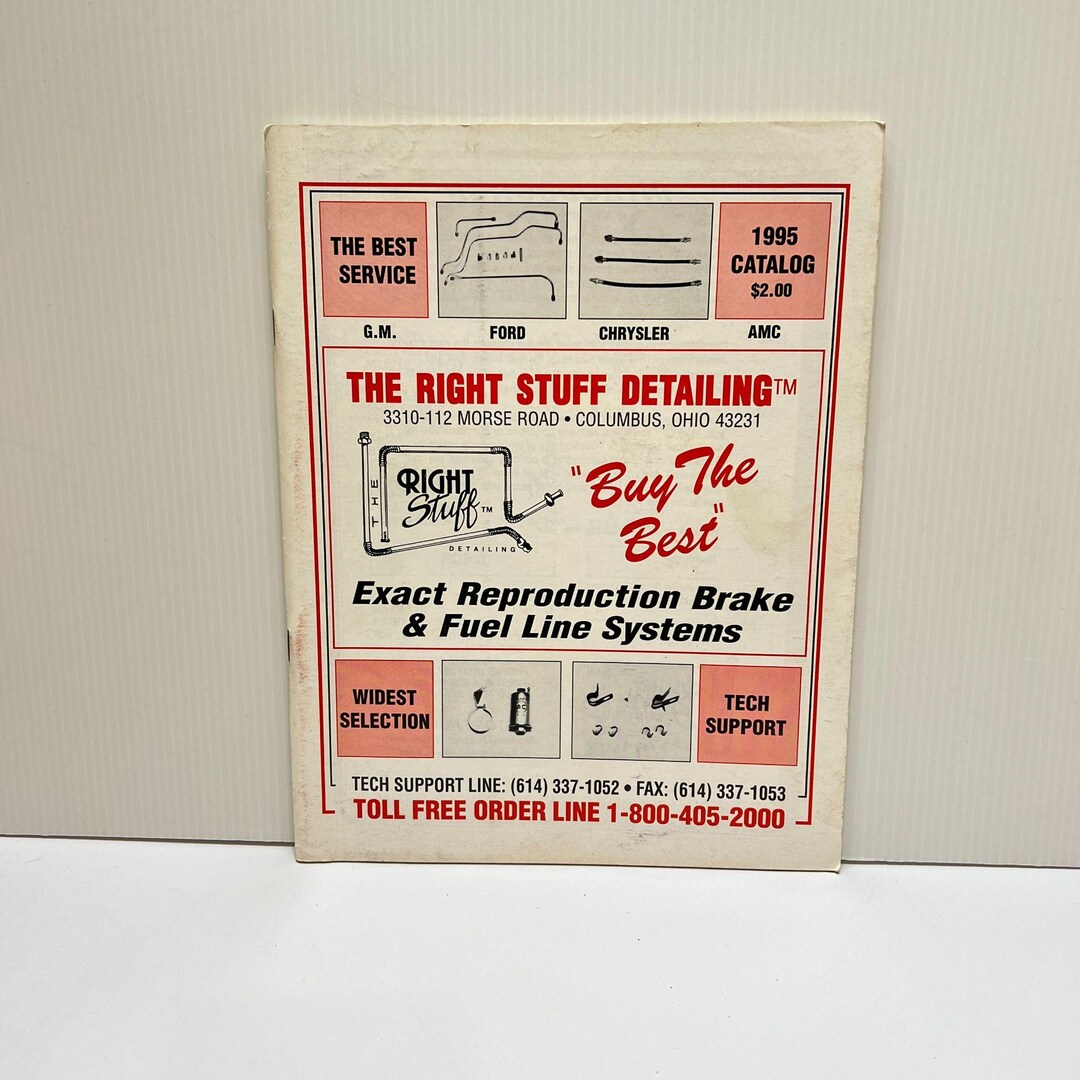 THE BEST
SERVICE
1995
CATALOG
$2.00
G.M.
FORD
CHRYSLER
AMC
THE RIGHT STUFF DETAILING™
3310-112 MORSE ROAD • COLUMBUS, OHIO 43231
THE
RIGHT
Stuff™
DETAILING
"Buy The
Best"
Exact Reproduction Brake
& Fuel Line Systems
WIDEST
SELECTION
TECH
SUPPORT
TECH SUPPORT LINE: (614) 337-1052 • FAX: (614) 337-1053
TOLL FREE ORDER LINE 1-800-405-2000